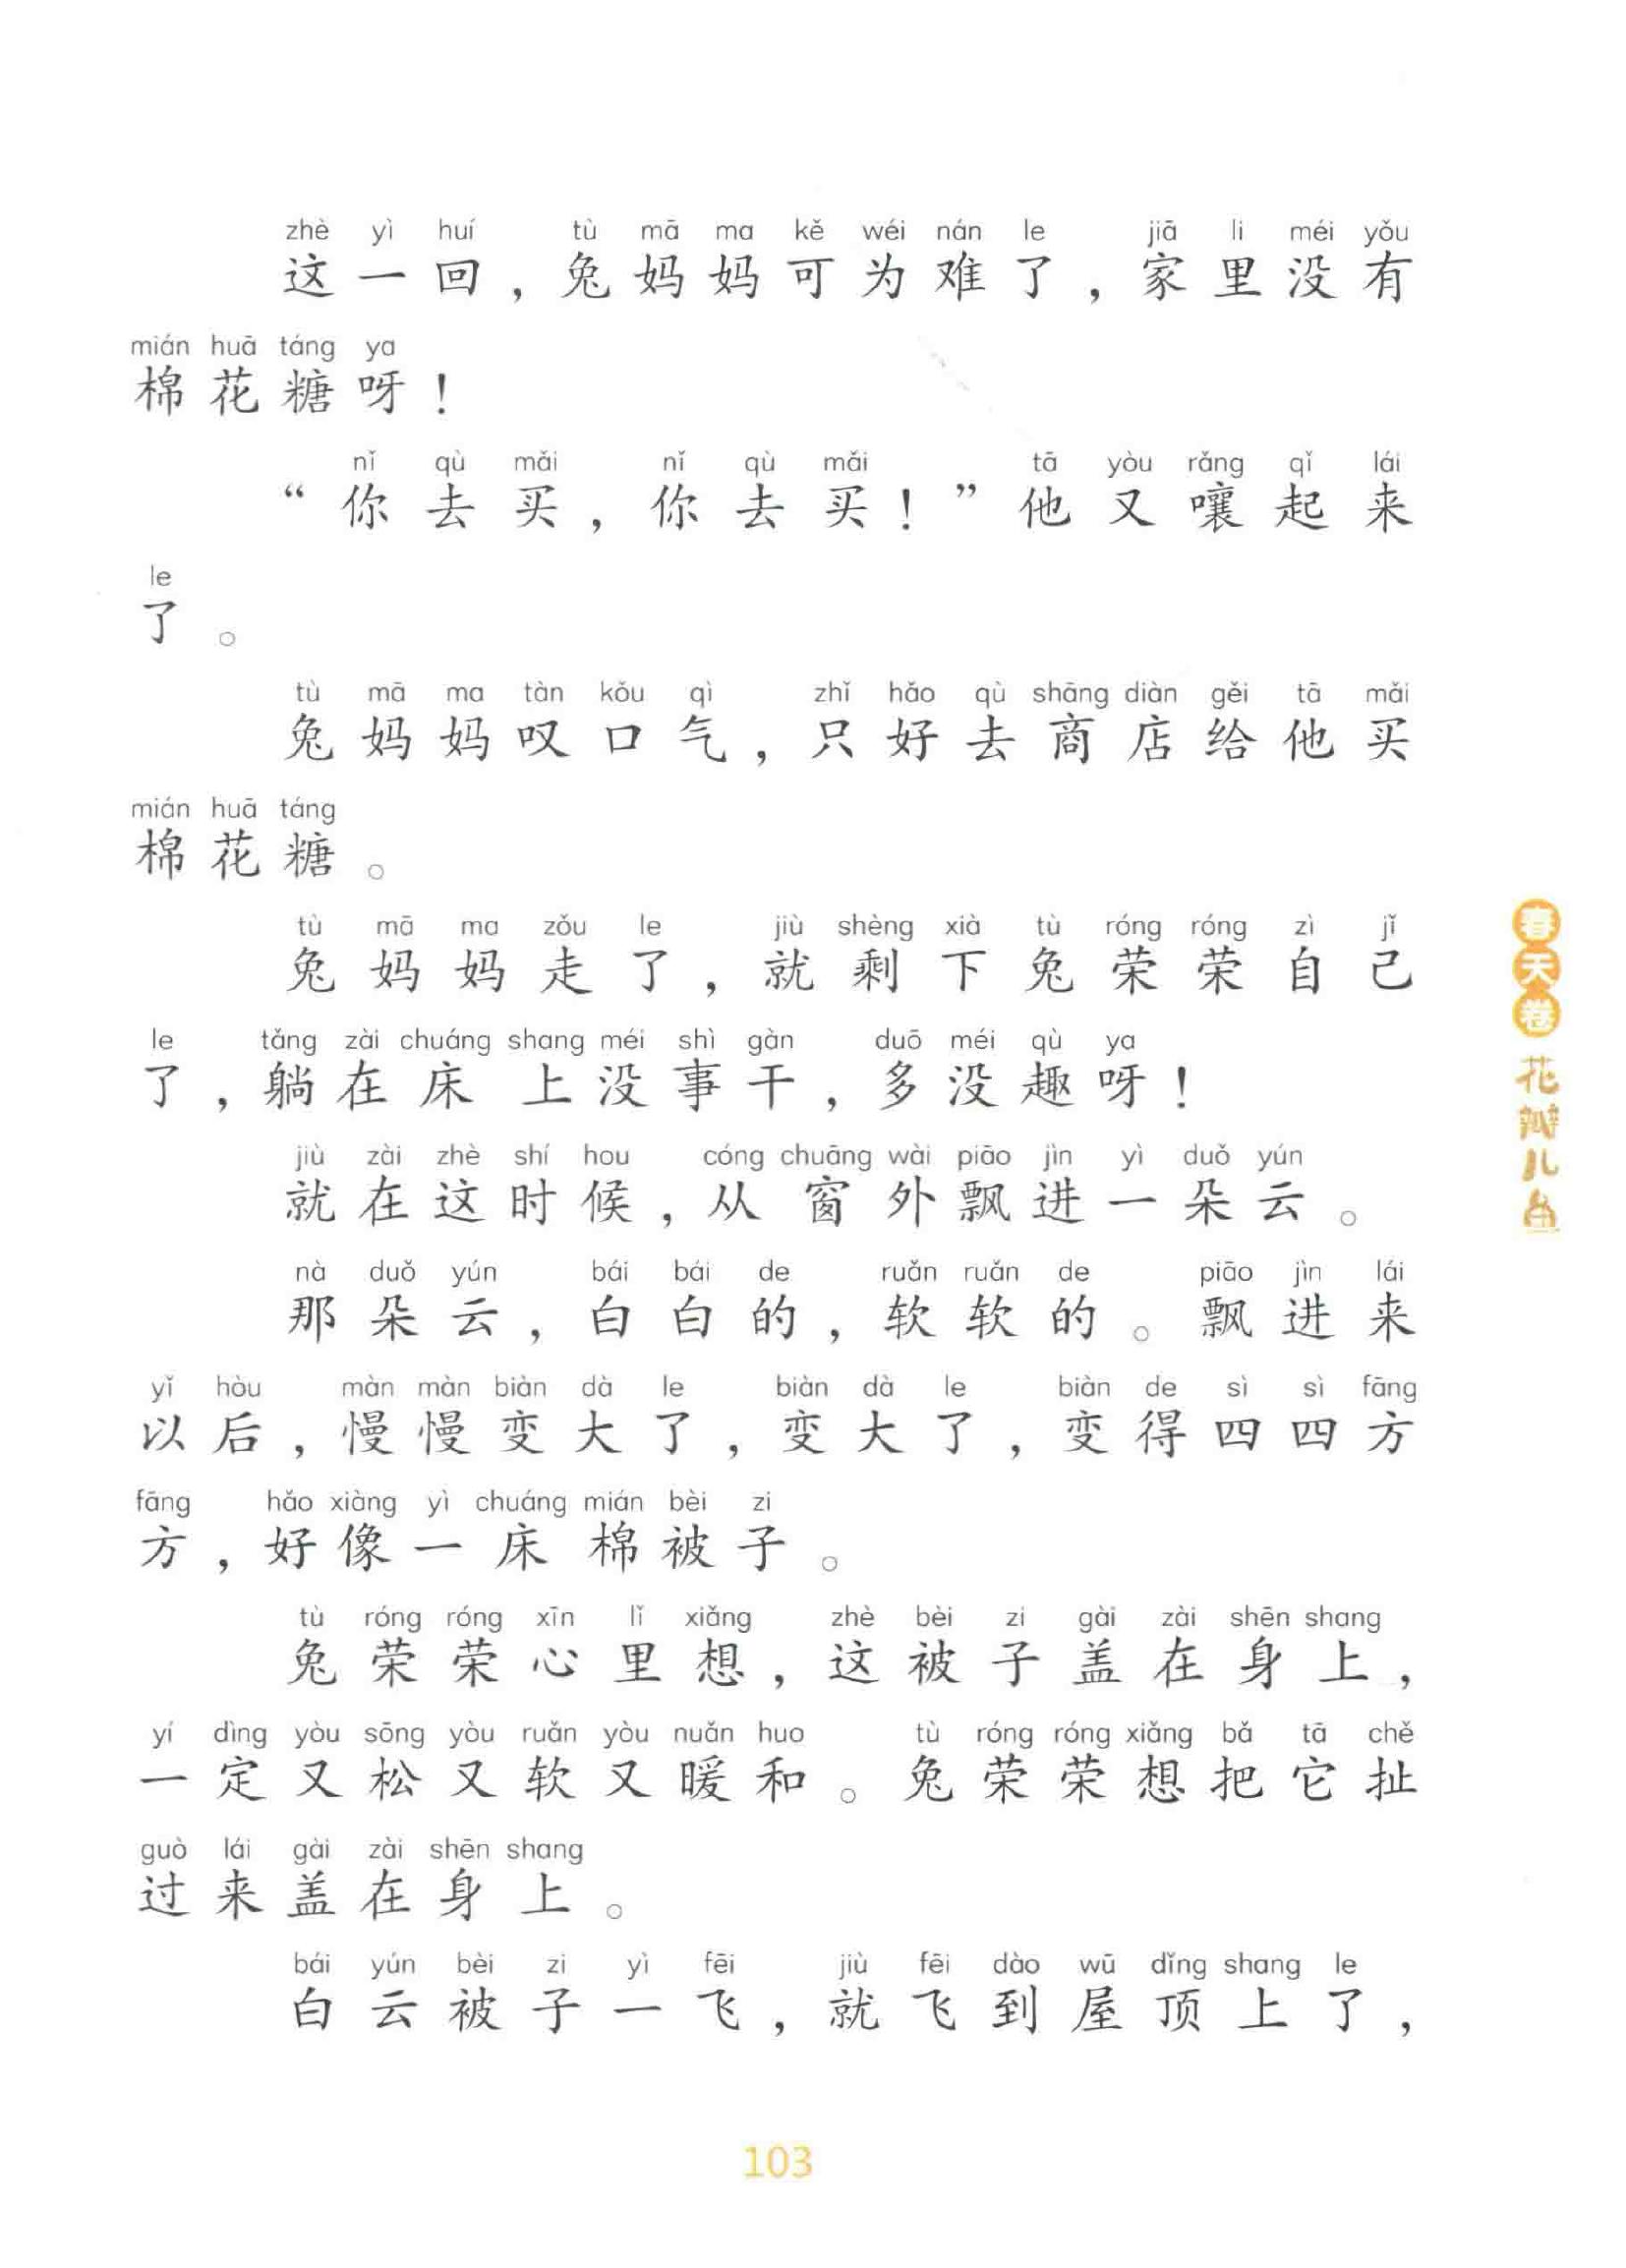 zhè yì huí tù mā ma kě wéi nán le jiā li méi yǒu
这一回，兔妈妈可为难了，家里没有
mián huā táng ya
棉花糖呀！
nǐ qù mǎi nǐ qù mǎi tā yòu rǎng qǐ lái
“你去买，你去买！”他又嚷起来
le
了。
tù mā ma tàn kǒu qì zhǐ hǎo qù shāng diàn gěi tā mǎi
兔妈妈叹口气，只好去商店给他买
mián huā táng
棉花糖。
tù mā ma zǒu le jiù shèng xià tù róng róng zì jǐ
兔妈妈走了，就剩下兔荣荣自己
le tǎng zài chuáng shang méi shì gàn duō méi qù ya
了，躺在床上没事干，多没趣呀！
jiù zài zhè shí hou cóng chuāng wài piāo jìn yì duǒ yún
就在这时候，从窗外飘进一朵云。
nà duǒ yún bái bái de ruǎn ruǎn de piāo jìn lái
那朵云，白白的，软软的。飘进来
yǐ hòu màn màn biàn dà le biàn dà le biàn de sì sì fāng
以后，慢慢变大了，变大了，变得四四方
fāng hǎo xiàng yì chuáng mián bèi zi
方，好像一床棉被子。
tù róng róng xīn lǐ xiǎng zhè bèi zi gài zài shēn shang
兔荣荣心里想，这被子盖在身上，
yí dìng yòu sōng yòu ruǎn yòu nuǎn huo tù róng róng xiǎng bǎ tā chě
一定又松又软又暖和。兔荣荣想把它扯
guò lái gài zài shēn shang
过来盖在身上。
bái yún bèi zi yì fēi jiù fēi dào wū dǐng shang le
白云被子一飞，就飞到屋顶上了，
春天卷 花瓣儿鱼
103